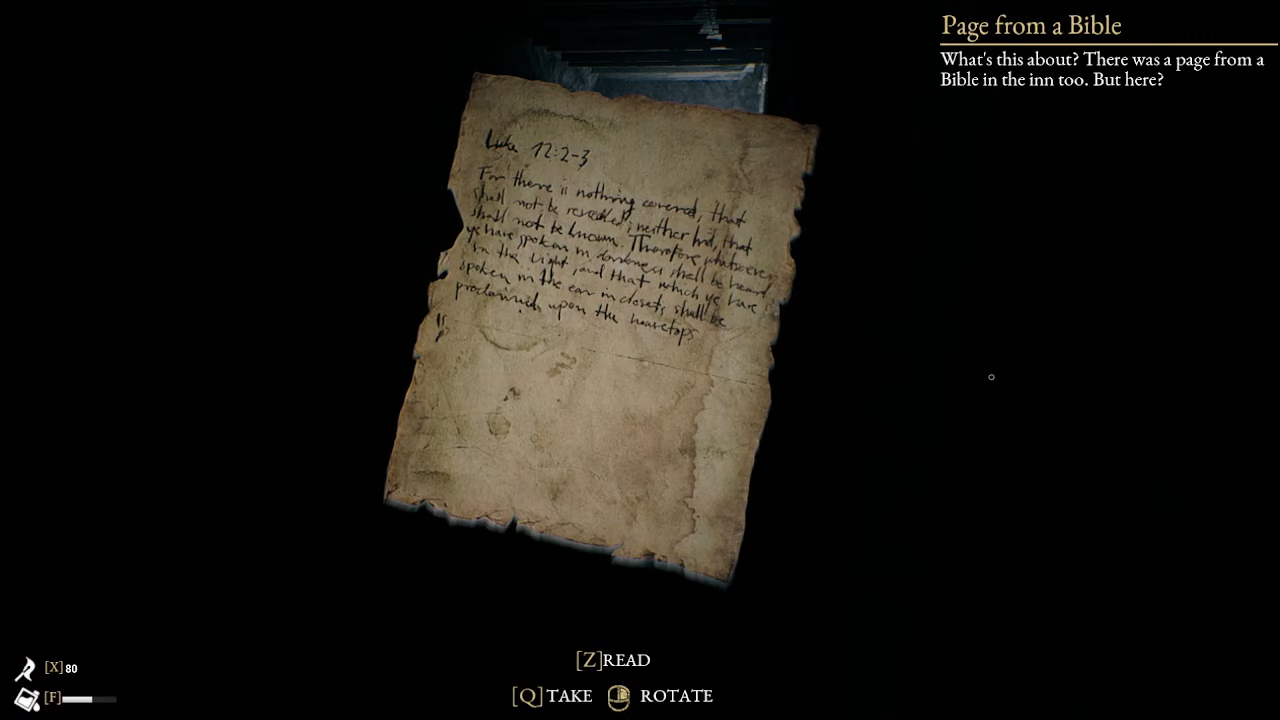 Page from a Bible
What's this about? There was a page from a
Bible in the inn too. But here?
Luke 12:2-3
For there is nothing covered, that
shall not be revealed; neither hid, that
shall not be known. Therefore whatsoever
ye have spoken in darkness shall be heard
in the light, and that which ye have
spoken in the ear in closets, shall be
proclaimed upon the housetops
[Z]READ
[Q]TAKE ROTATE
[X]80
[F]